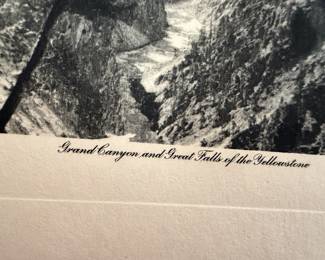 Grand Canyon and Great Falls of the Yellowstone